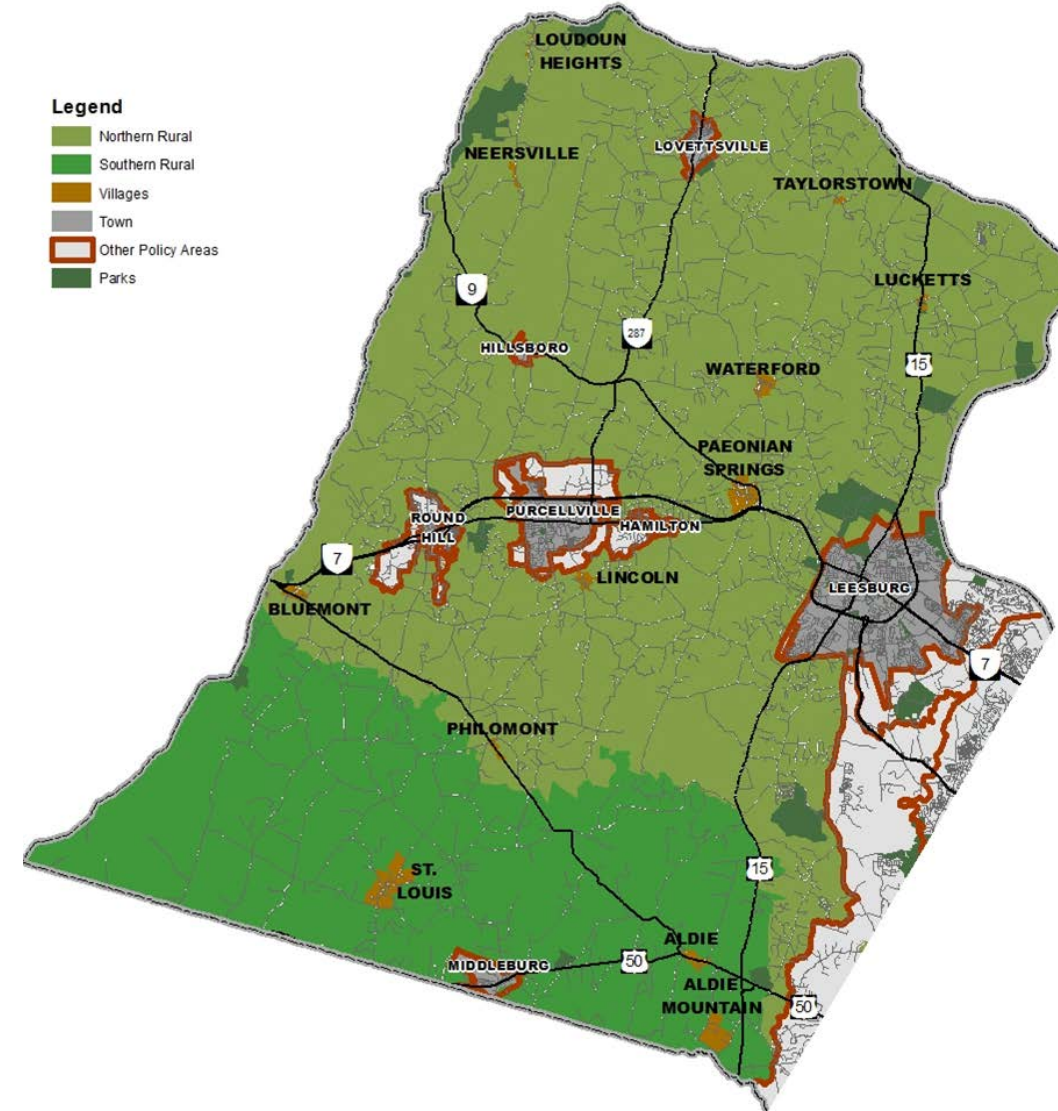 LOUDOUN
HEIGHTS
Legend
Northern Rural
Southern Rural
Villages
Town
Other Policy Areas
Parks
NEERSVILLE
LOVETTSVILLE
TAYLORSTOWN
LUCKETTS
9
287
HILLSBORO
15
WATERFORD
PAEONIAN
SPRINGS
ROUND
HILL
PURCELLVILLE
HAMILTON
7
LINCOLN
LEESBURG
BLUEMONT
7
PHILOMONT
15
ST.
LOUIS
ALDIE
50
MIDDLEBURG
ALDIE
MOUNTAIN
50